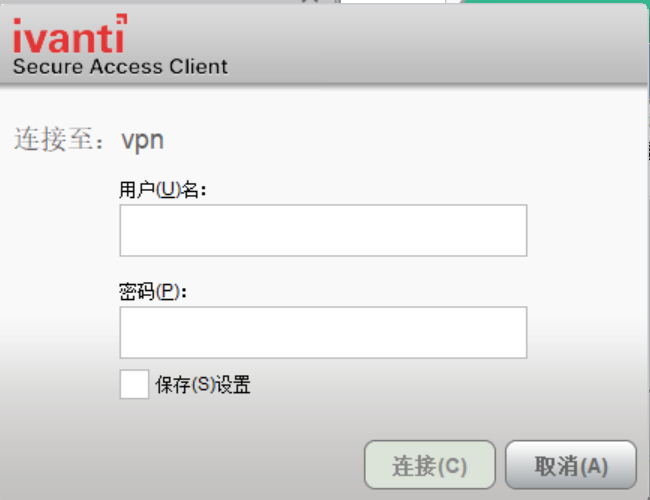 ivanti
Secure Access Client
连接至：vpn
用户(U)名：
密码(P)：
保存(S)设置
连接(C)
取消(A)